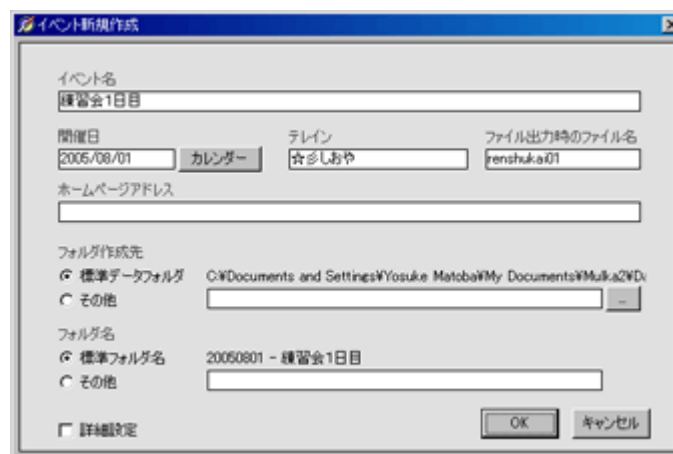 イベント新規作成
イベント名
練習会1日目
開催日 テレイン ファイル出力時のファイル名
2005/08/01 カレンダー ☆彡しおや renshukai01
ホームページアドレス
フォルダ作成先
標準データフォルダ C:¥Documents and Settings¥Yosuke Matoba¥My Documents¥Mulka2¥Da
その他 ..
フォルダ名
標準フォルダ名 20050801 - 練習会1日目
その他
詳細設定 OK キャンセル